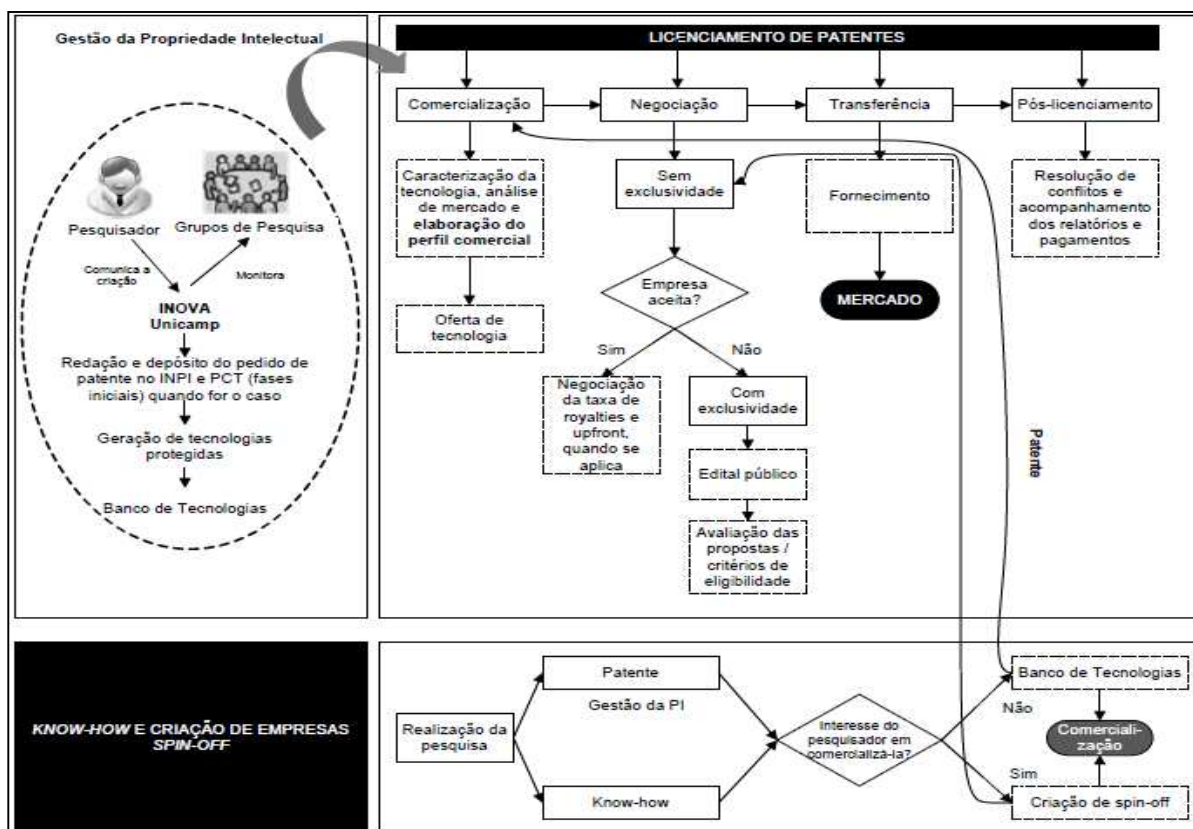 Gestão da Propriedade Intelectual
Pesquisador
Grupos de Pesquisa
Comunica a
criação
Monitora
INOVA
Unicamp
Redação e depósito do pedido de
patente no INPI e PCT (fases
iniciais) quando for o caso
Geração de tecnologias
protegidas
Banco de Tecnologias
LICENCIAMENTO DE PATENTES
Comercialização
Negociação
Transferência
Pós-licenciamento
Caracterização da
tecnologia, análise
de mercado e
elaboração do
perfil comercial
Oferta de
tecnologia
Sem
exclusividade
Empresa
aceita?
Sim
Não
Negociação
da taxa de
royalties e
upfront,
quando se
aplica
Com
exclusividade
Edital público
Avaliação das
propostas /
critérios de
eligibilidade
Fornecimento
MERCADO
Resolução de
conflitos e
acompanhamento
dos relatórios e
pagamentos
Patente
KNOW-HOW E CRIAÇÃO DE EMPRESAS
SPIN-OFF
Realização da
pesquisa
Patente
Gestão da PI
Know-how
Interesse do
pesquisador em
comercializá-la?
Não
Sim
Banco de Tecnologias
Comerciali-
zação
Criação de spin-off